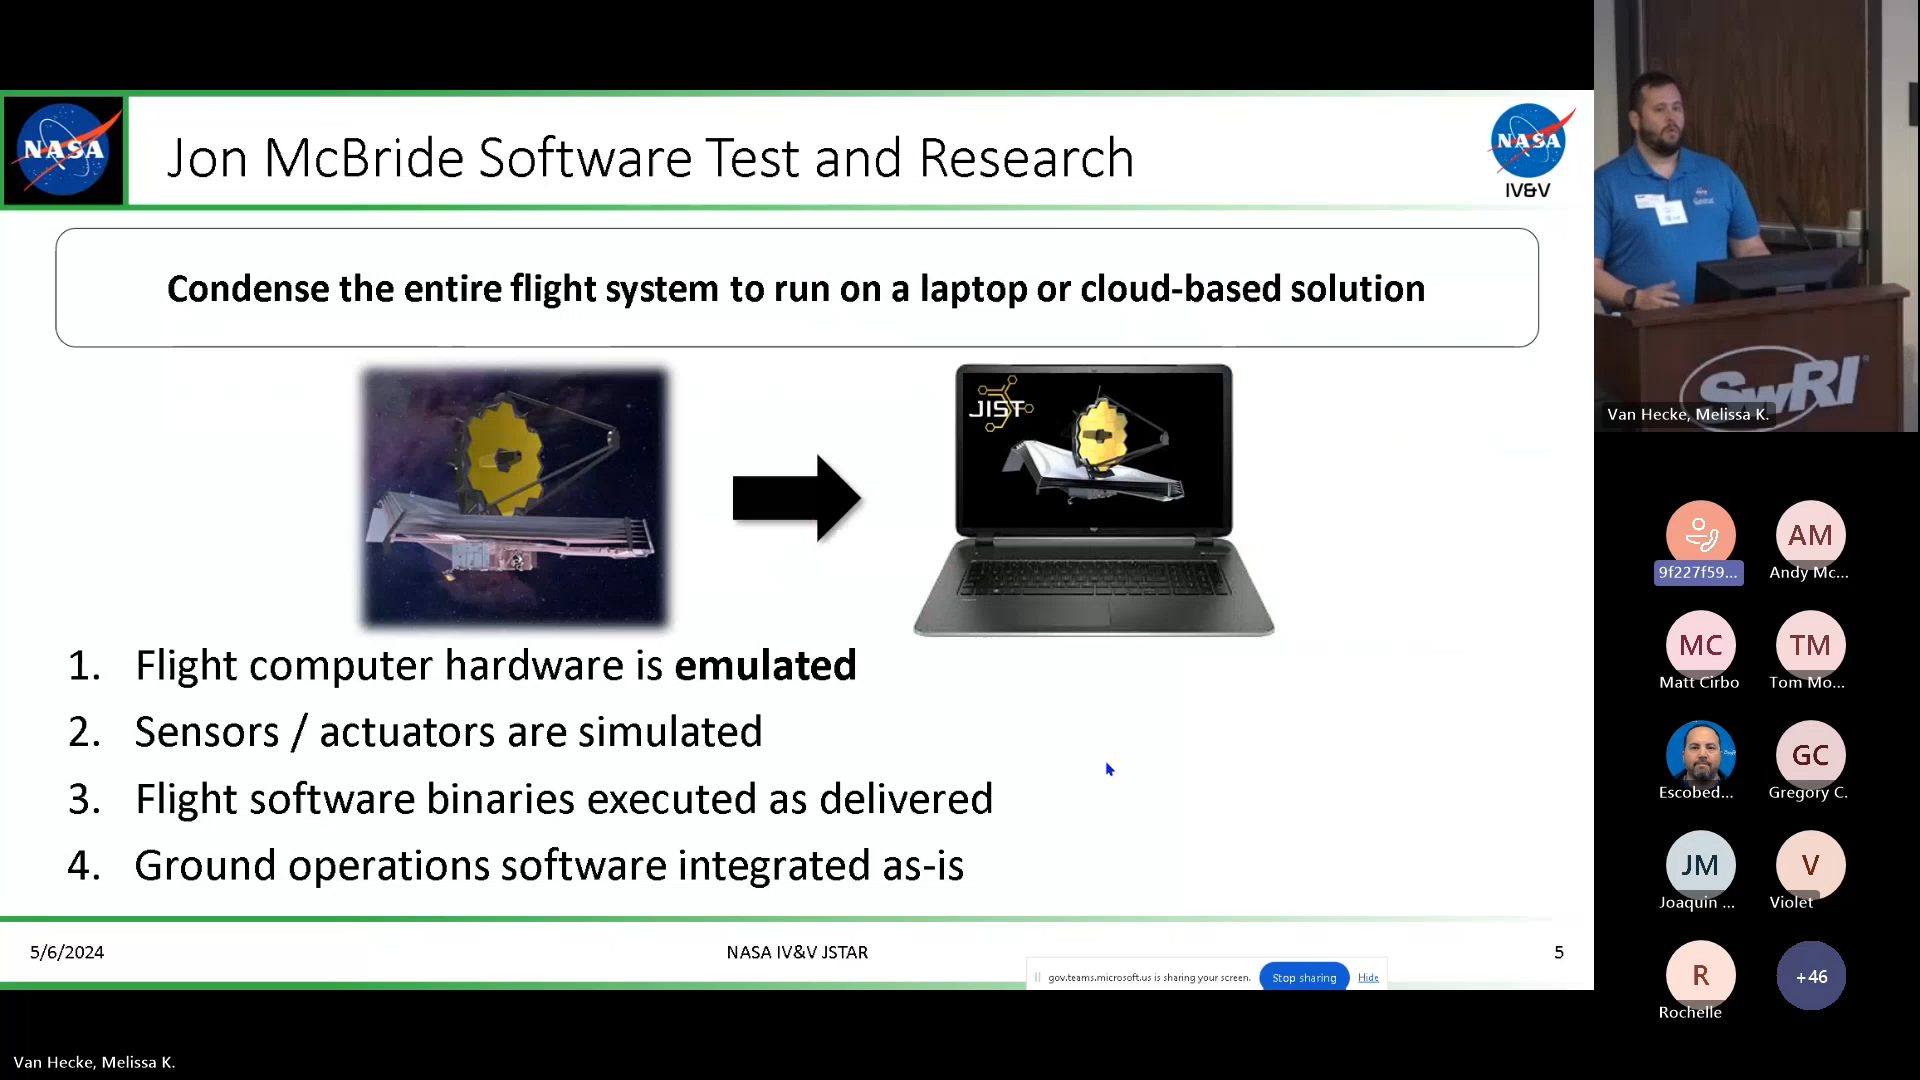 NASA
Jon McBride Software Test and Research
NASA
IV&V
Condense the entire flight system to run on a laptop or cloud-based solution
JIST
1. Flight computer hardware is emulated
2. Sensors / actuators are simulated
3. Flight software binaries executed as delivered
4. Ground operations software integrated as-is
5/6/2024
NASA IV&V JSTAR
5
gov.teams.microsoft.us is sharing your screen.
Stop sharing
Hide
Van Hecke, Melissa K.
SwRI
Van Hecke, Melissa K.
9f227f59...
AM
Andy Mc...
MC
Matt Cirbo
TM
Tom Mo...
Escobed...
GC
Gregory C.
JM
Joaquin ...
V
Violet
R
Rochelle
+46